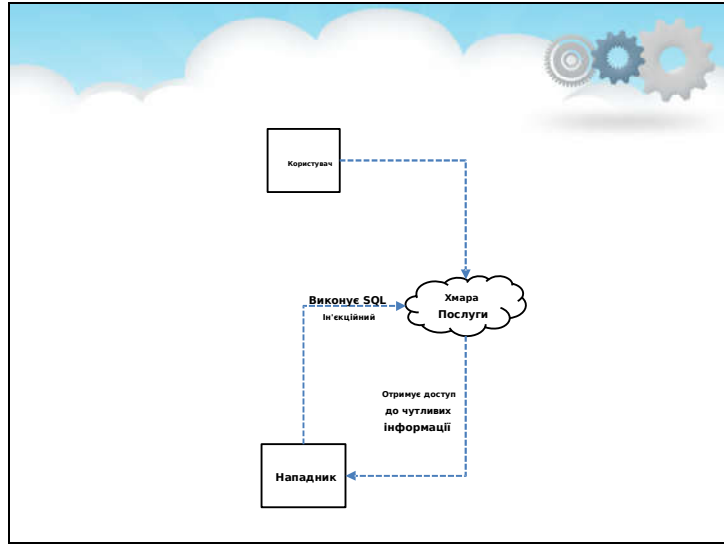 Користувач
Виконує SQL
Ін'єкційний
Хмара
Послуги
Отримує доступ
до чутливих
інформації
Нападник